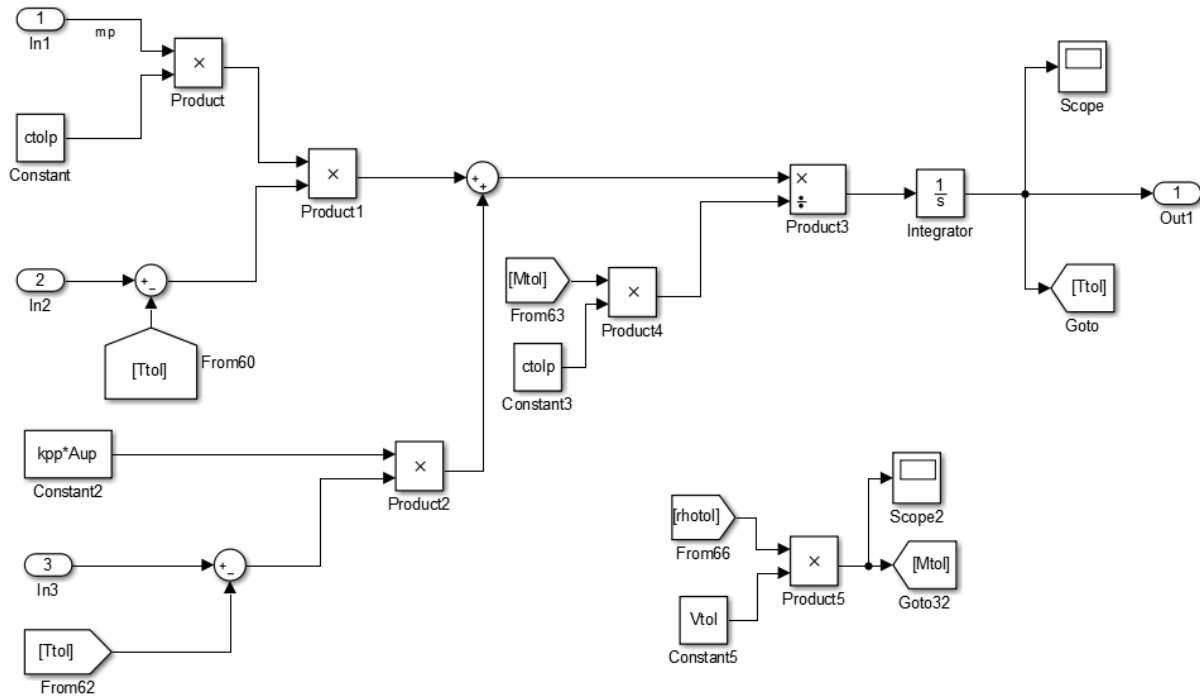 1
In1
mp
×
Product
ctolp
Constant
×
Product1
2
In2
+
−
[Ttol]
From60
kpp*Aup
Constant2
×
Product2
3
In3
+
−
[Ttol]
From62
+
+
[Mtol]
From63
×
Product4
ctolp
Constant3
×
÷
Product3
1
s
Integrator
Scope
1
Out1
[Ttol]
Goto
[rhotol]
From66
Vtol
Constant5
×
Product5
Scope2
[Mtol]
Goto32